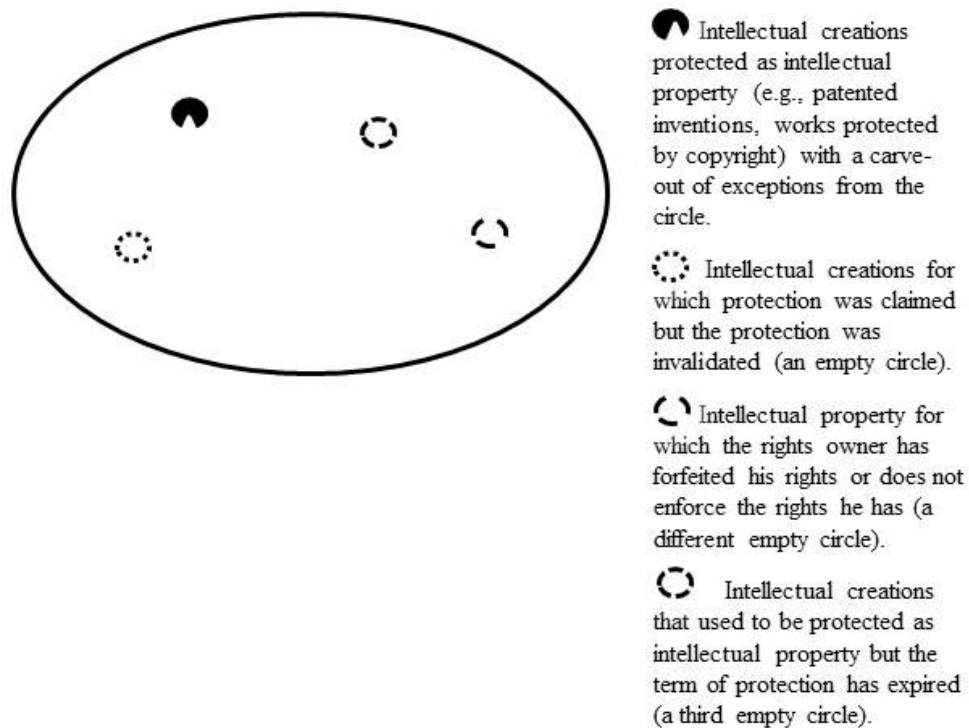 Intellectual creations
protected as intellectual
property (e.g., patented
inventions, works protected
by copyright) with a carve-
out of exceptions from the
circle.
Intellectual creations for
which protection was claimed
but the protection was
invalidated (an empty circle).
Intellectual property for
which the rights owner has
forfeited his rights or does not
enforce the rights he has (a
different empty circle).
Intellectual creations
that used to be protected as
intellectual property but the
term of protection has expired
(a third empty circle).